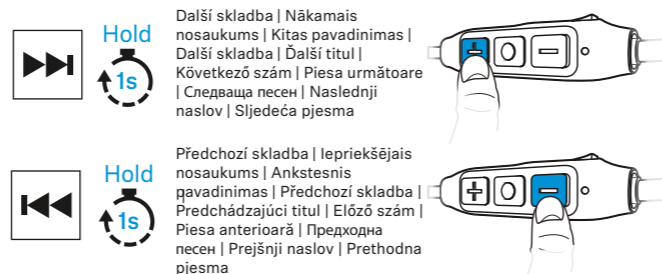 Hold
1s
Další skladba | Nākamais
nosaukums | Kitas pavadinimas |
Další skladba | Ďalší titul |
Következő szám | Piesa următoare
| Следваща песен | Naslednji
naslov | Sljedeća pjesma
Hold
1s
Předchozí skladba | Iepriekšējais
nosaukums | Ankstesnis
pavadinimas | Předchozí skladba |
Predchádzajúci titul | Előző szám |
Piesa anterioară | Предходна
песен | Prejšnji naslov | Prethodna
pjesma